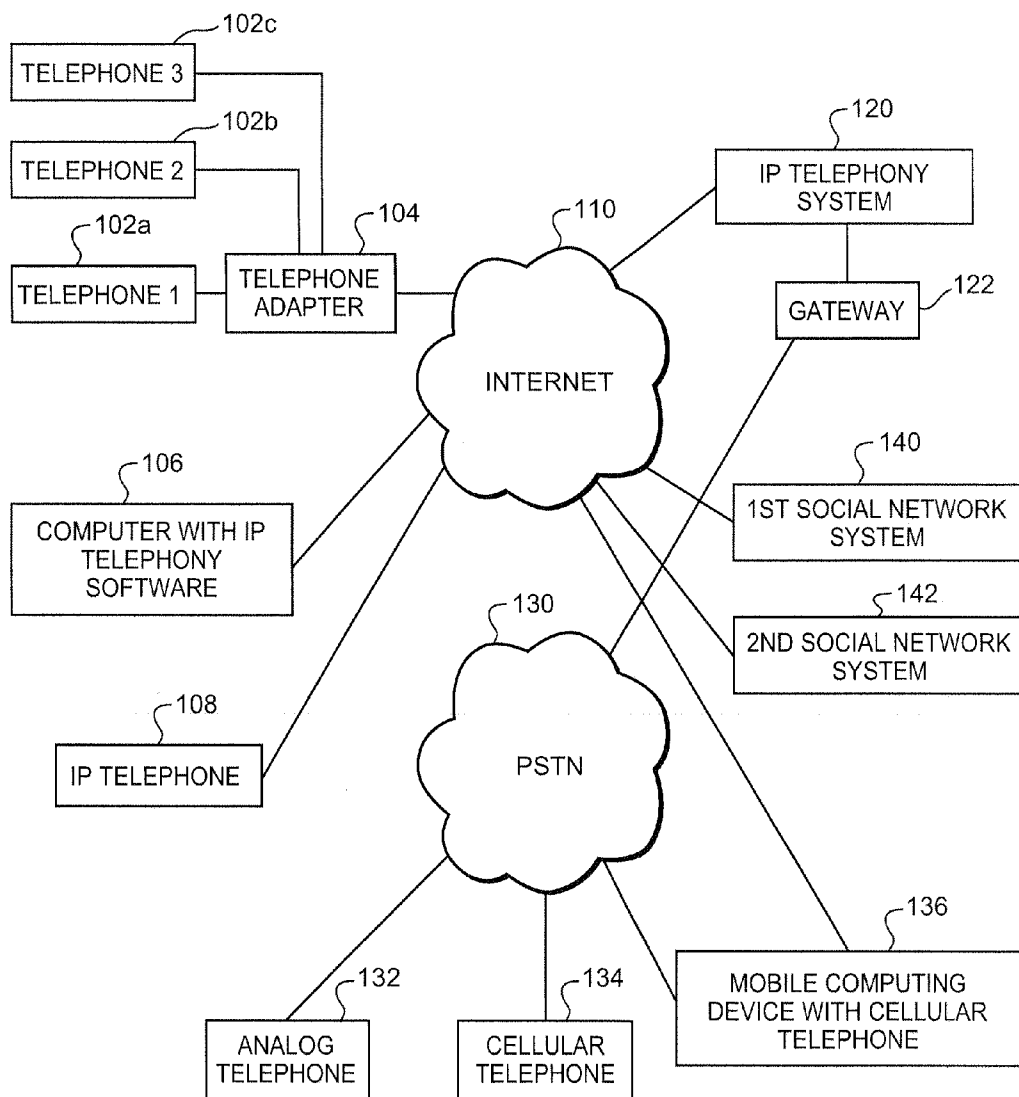 102c
TELEPHONE 3
102b
TELEPHONE 2
102a
TELEPHONE 1
104
TELEPHONE
ADAPTER
110
INTERNET
120
IP TELEPHONY
SYSTEM
122
GATEWAY
106
COMPUTER WITH IP
TELEPHONY
SOFTWARE
140
1ST SOCIAL NETWORK
SYSTEM
142
2ND SOCIAL NETWORK
SYSTEM
108
IP TELEPHONE
130
PSTN
132
ANALOG
TELEPHONE
134
CELLULAR
TELEPHONE
136
MOBILE COMPUTING
DEVICE WITH CELLULAR
TELEPHONE